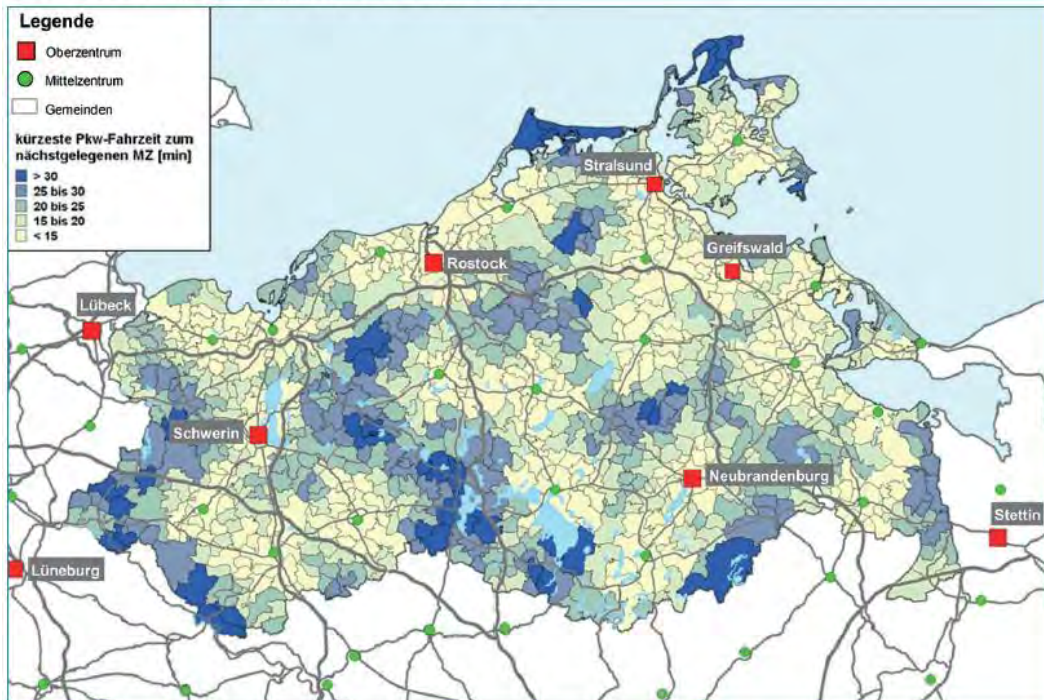 Legende
Oberzentrum
Mittelzentrum
Gemeinden
kürzeste Pkw-Fahrzeit zum
nächstgelegenen MZ [min]
> 30
25 bis 30
20 bis 25
15 bis 20
< 15
Stralsund
Greifswald
Rostock
Lübeck
Schwerin
Neubrandenburg
Stettin
Lüneburg